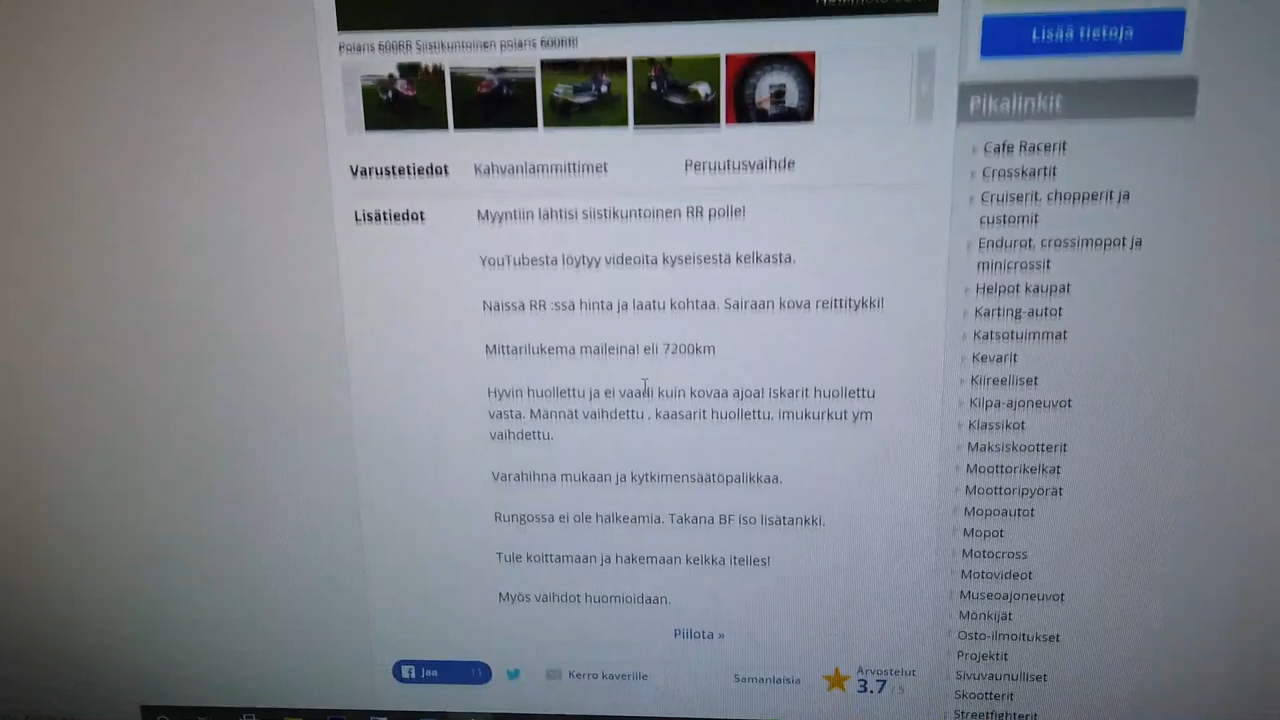 Polaris 600RR Siistikuntoinen polaris 600RR!
Varustetiedot Kahvanlämmittimet Peruutusvaihde
Lisätiedot Myyntiin lähtisi siistikuntoinen RR polle!
YouTubesta löytyy videoita kyseisestä kelkasta.
Näissä RR :ssä hinta ja laatu kohtaa. Sairaan kova reittitykki!
Mittarilukema maileina! eli 7200km
Hyvin huollettu ja ei vaadi kuin kovaa ajoa! Iskarit huollettu
vasta. Männät vaihdettu , kaasarit huollettu, imukurkut ym
vaihdettu.
Varahihna mukaan ja kytkimensäätöpalikkaa.
Rungossa ei ole halkeamia. Takana BF iso lisätankki.
Tule koittamaan ja hakemaan kelkka itelles!
Myös vaihdot huomioidaan.
Piilota »
Jaa 11 Kerro kaverille Samanlaisia Arvostelut
3.7 / 5
Lisää tietoja
Pikalinkit
Cafe Racerit
Crosskartit
Cruiserit, chopperit ja
customit
Endurot, crossimopot ja
minicrossit
Helpot kaupat
Karting-autot
Katsotuimmat
Kevarit
Kiireelliset
Kilpa-ajoneuvot
Klassikot
Maksiskootterit
Moottorikelkat
Moottoripyörät
Mopoautot
Mopot
Motocross
Motovideot
Museoajoneuvot
Mönkijät
Osto-ilmoitukset
Projektit
Sivuvaunulliset
Skootterit
Streetfighterit